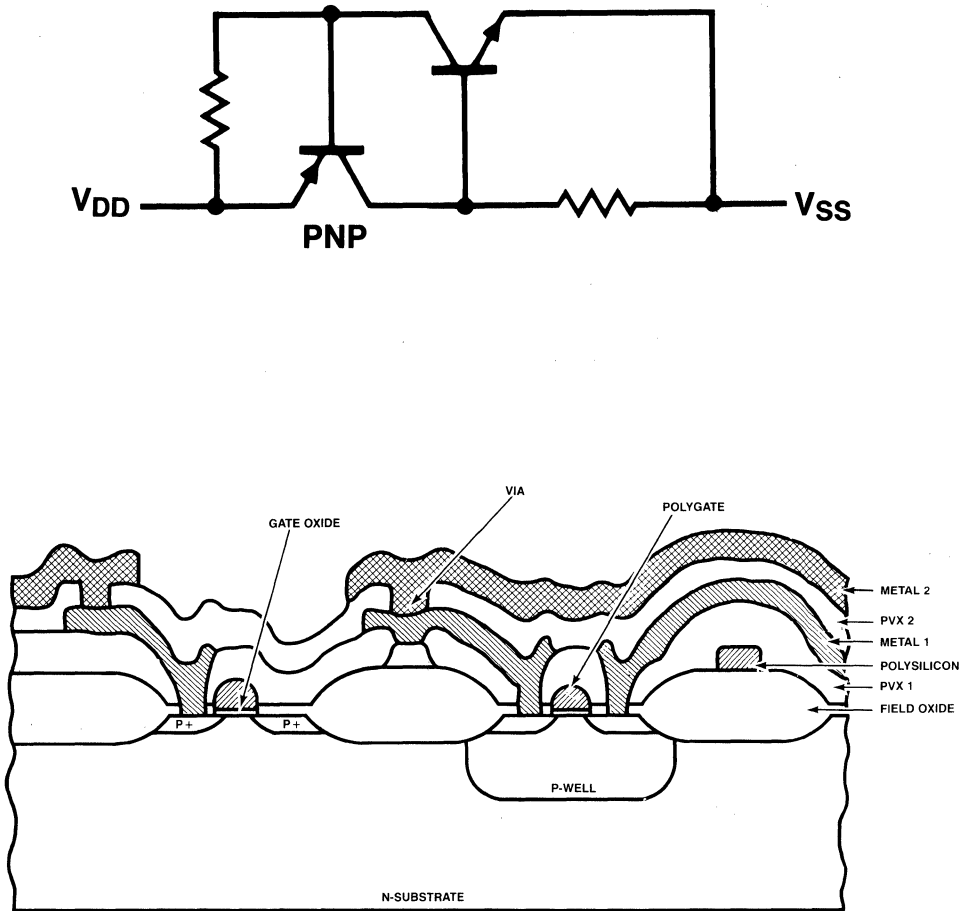 VDD
VSS
PNP
VIA
POLYGATE
GATE OXIDE
METAL 2
PVX 2
METAL 1
POLYSILICON
PVX 1
FIELD OXIDE
P+
P+
P-WELL
N-SUBSTRATE